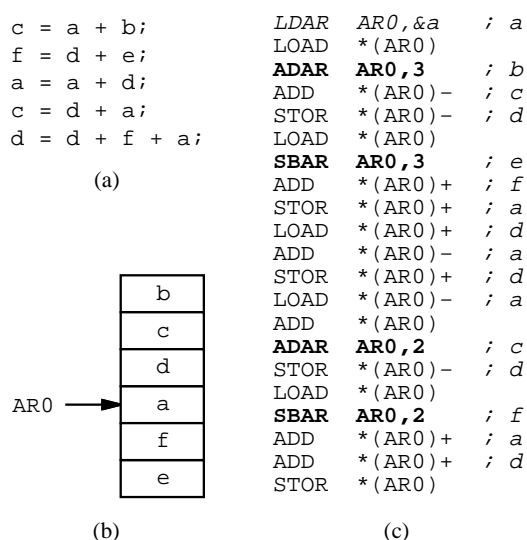 c = a + b;
f = d + e;
a = a + d;
c = d + a;
d = d + f + a;
(a)
b
c
d
AR0 a
f
e
(b)
LDAR AR0,&a ; a
LOAD *(AR0)
ADAR AR0,3 ; b
ADD *(AR0)- ; c
STOR *(AR0)- ; d
LOAD *(AR0)
SBAR AR0,3 ; e
ADD *(AR0)+ ; f
STOR *(AR0)+ ; a
LOAD *(AR0)+ ; d
ADD *(AR0)- ; a
STOR *(AR0)+ ; d
LOAD *(AR0)- ; a
ADD *(AR0)
ADAR AR0,2 ; c
STOR *(AR0)- ; d
LOAD *(AR0)
SBAR AR0,2 ; f
ADD *(AR0)+ ; a
ADD *(AR0)+ ; d
STOR *(AR0)
(c)